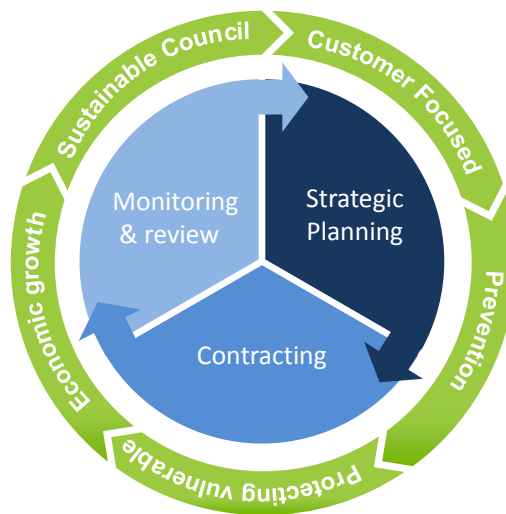 Sustainable Council
Customer Focused
Prevention
Protecting vulnerable
Economic growth
Monitoring
& review
Strategic
Planning
Contracting